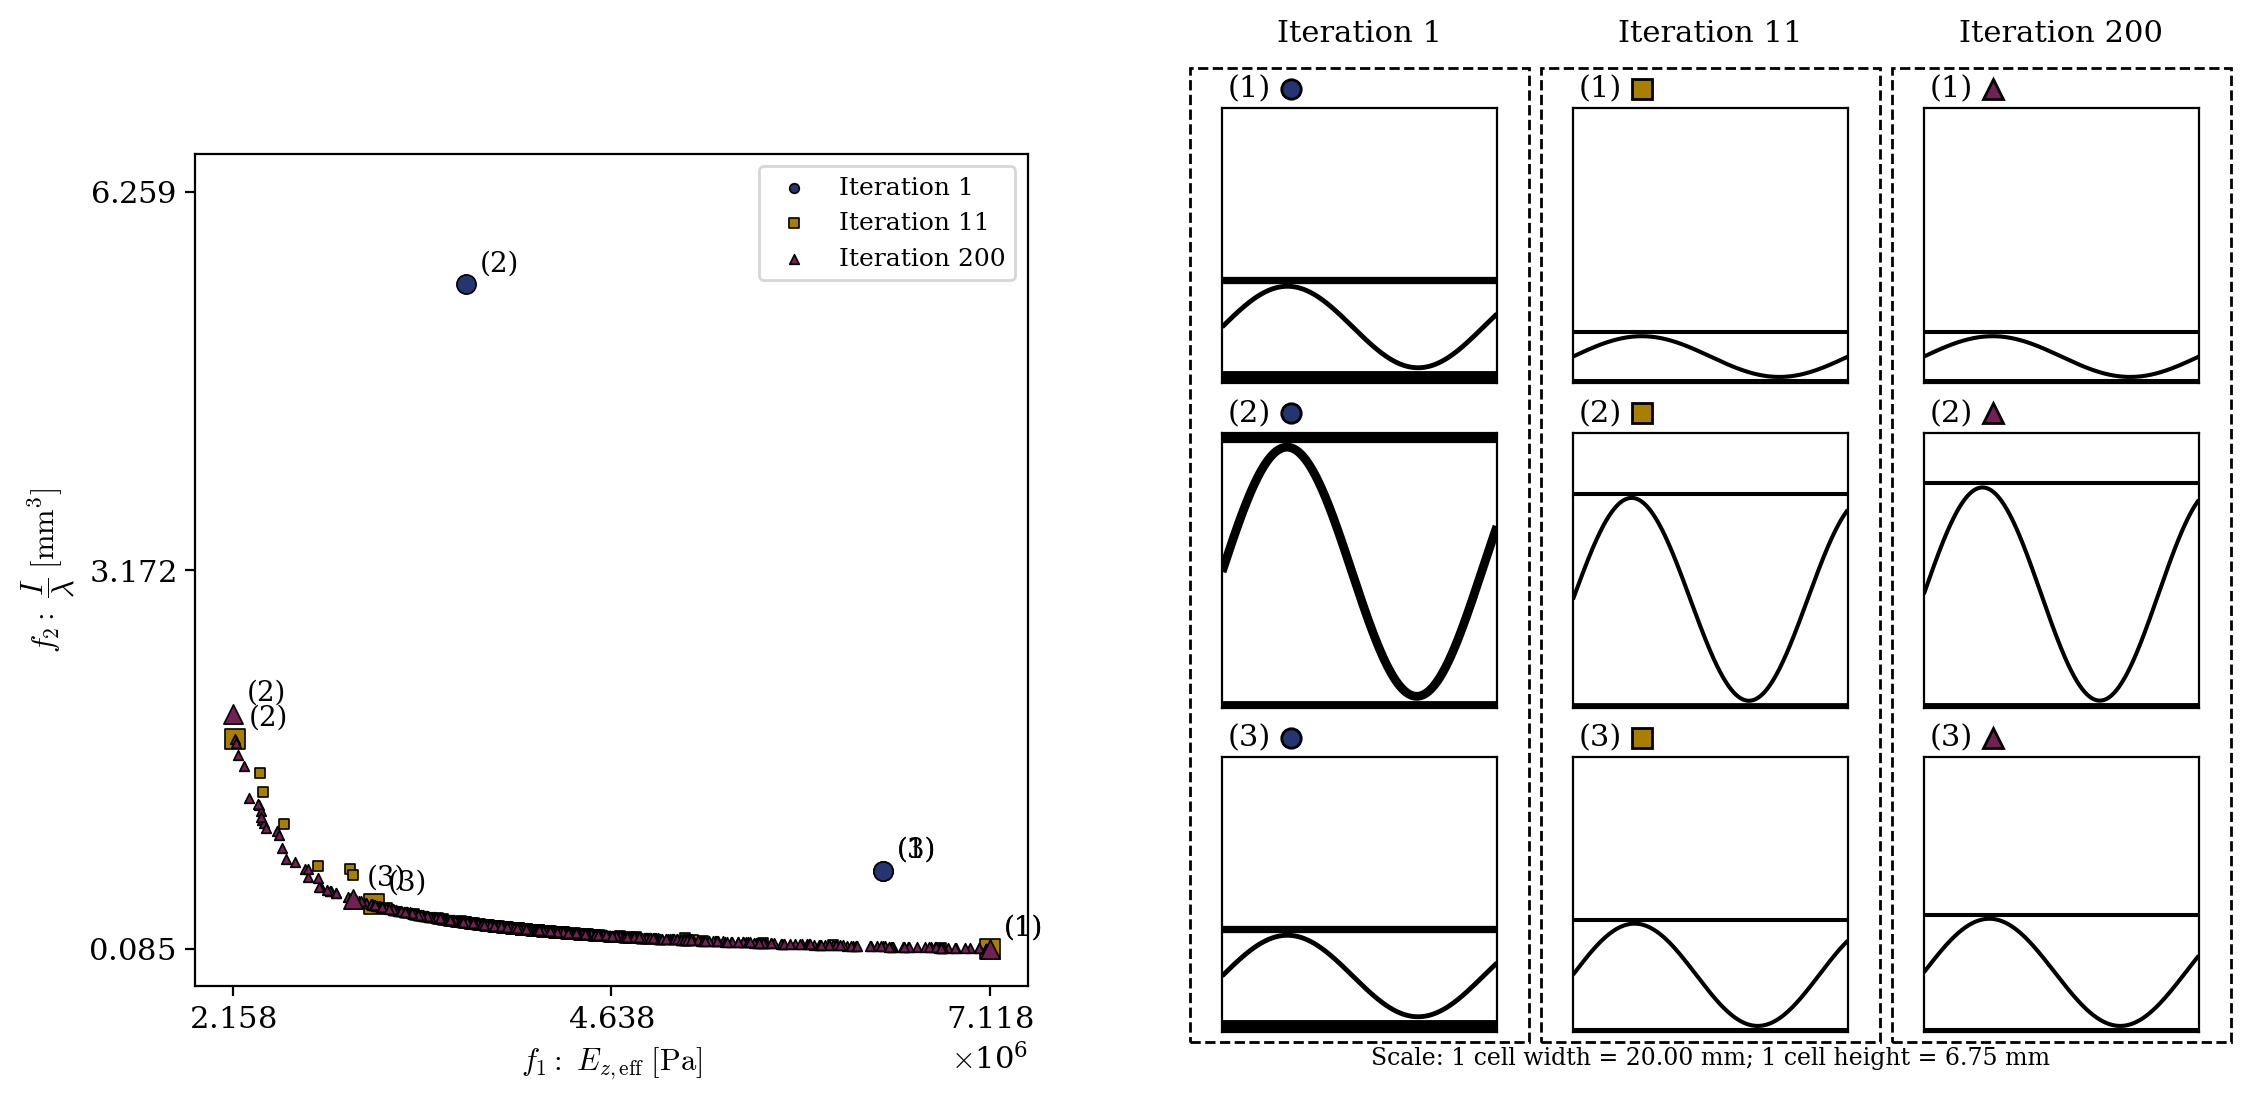 Iteration 1
Iteration 11
Iteration 200
(1)
(1)
(1)
(2)
(2)
(2)
(3)
(3)
(3)
Scale: 1 cell width = 20.00 mm; 1 cell height = 6.75 mm
6.259
3.172
0.085
f₂ : I/λ [mm³]
Iteration 1
Iteration 11
Iteration 200
(2)
(2)
(2)
(3)
(1)
(3)
(3)
(1)
2.158
4.638
7.118
×10⁶
f₁ : E_{z,eff} [Pa]